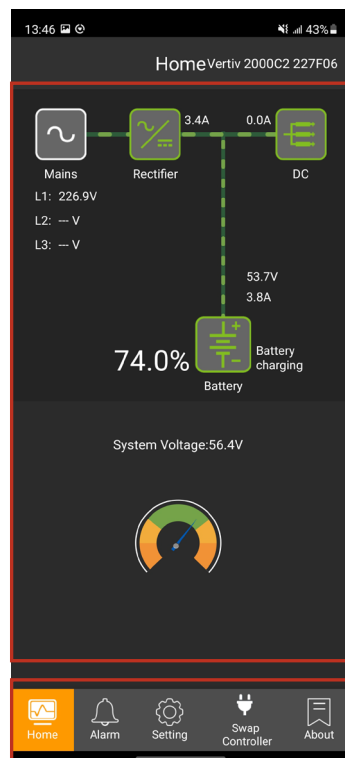 13:46 43%
Home Vertiv 2000C2 227F06
3.4A 0.0A
Mains Rectifier DC
L1: 226.9V
L2: --- V
L3: --- V
53.7V
3.8A
74.0% Battery
charging
Battery
System Voltage:56.4V
Home Alarm Setting Swap
Controller About